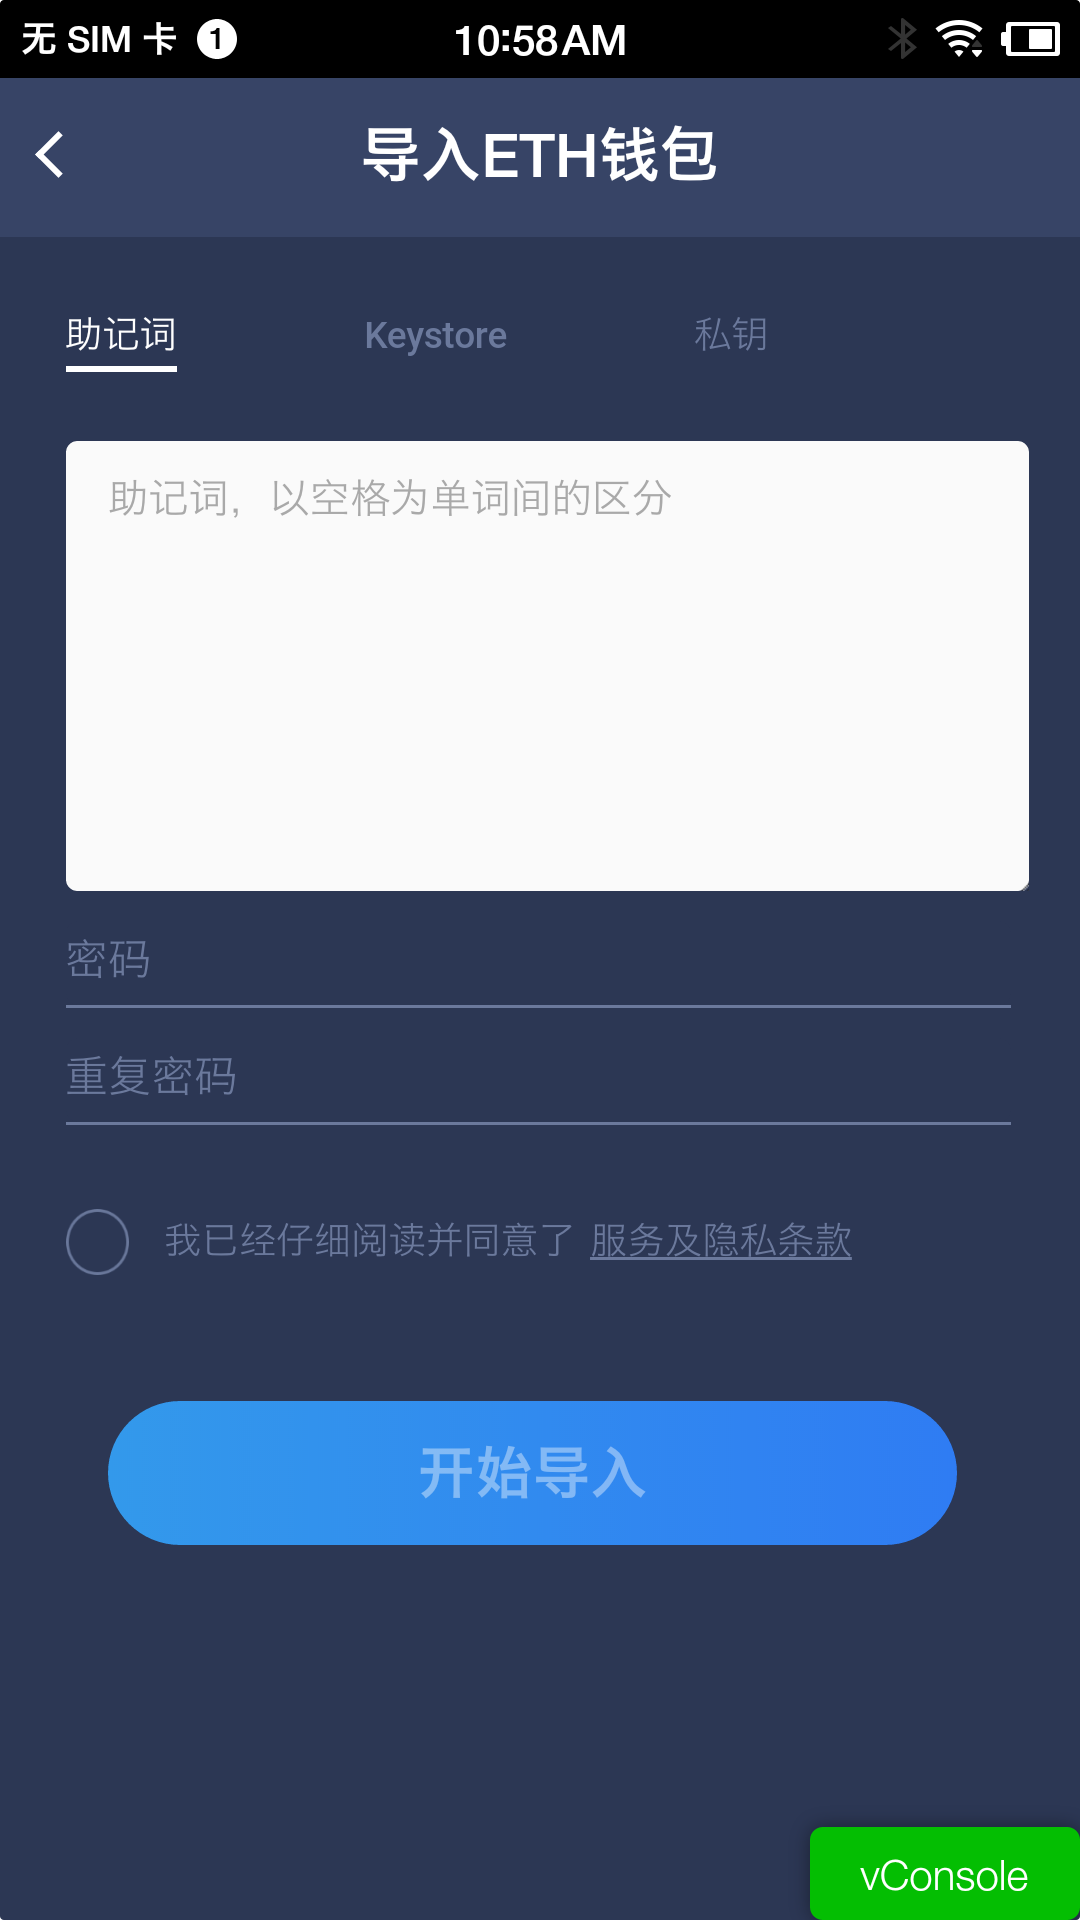 无 SIM 卡 1 10:58AM
导入ETH钱包
助记词 Keystore 私钥
助记词，以空格为单词间的区分
密码
重复密码
我已经仔细阅读并同意了 服务及隐私条款
开始导入
vConsole